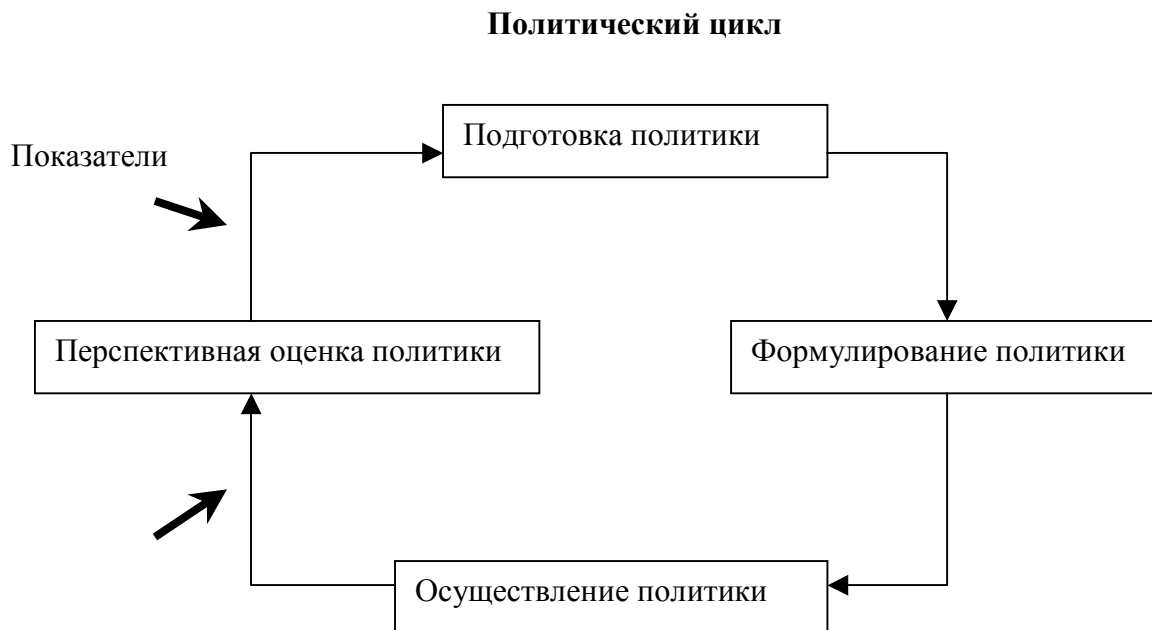 Политический цикл
Подготовка политики
Показатели
Перспективная оценка политики
Формулирование политики
Осуществление политики